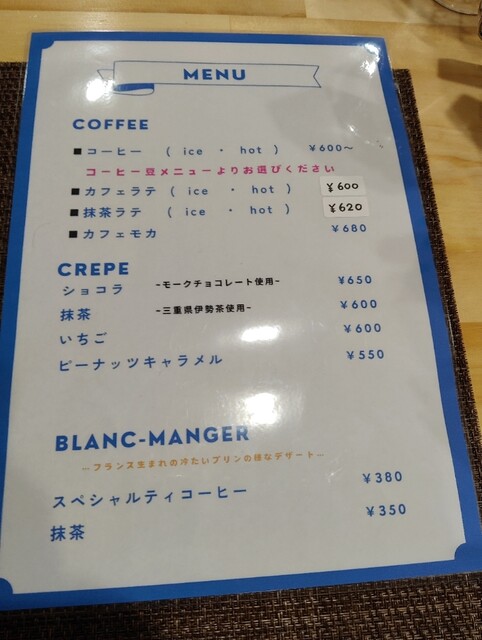 MENU
COFFEE
■コーヒー ( ice ・ hot ) ¥600～
コーヒー豆メニューよりお選びください
■カフェラテ ( ice ・ hot ) ¥600
■抹茶ラテ ( ice ・ hot ) ¥620
■カフェモカ ¥680
CREPE
ショコラ -モークチョコレート使用- ¥650
抹茶 -三重県伊勢茶使用- ¥600
いちご ¥600
ピーナッツキャラメル ¥550
BLANC-MANGER
―フランス生まれの冷たいプリンの様なデザート―
スペシャルティコーヒー ¥380
抹茶 ¥350